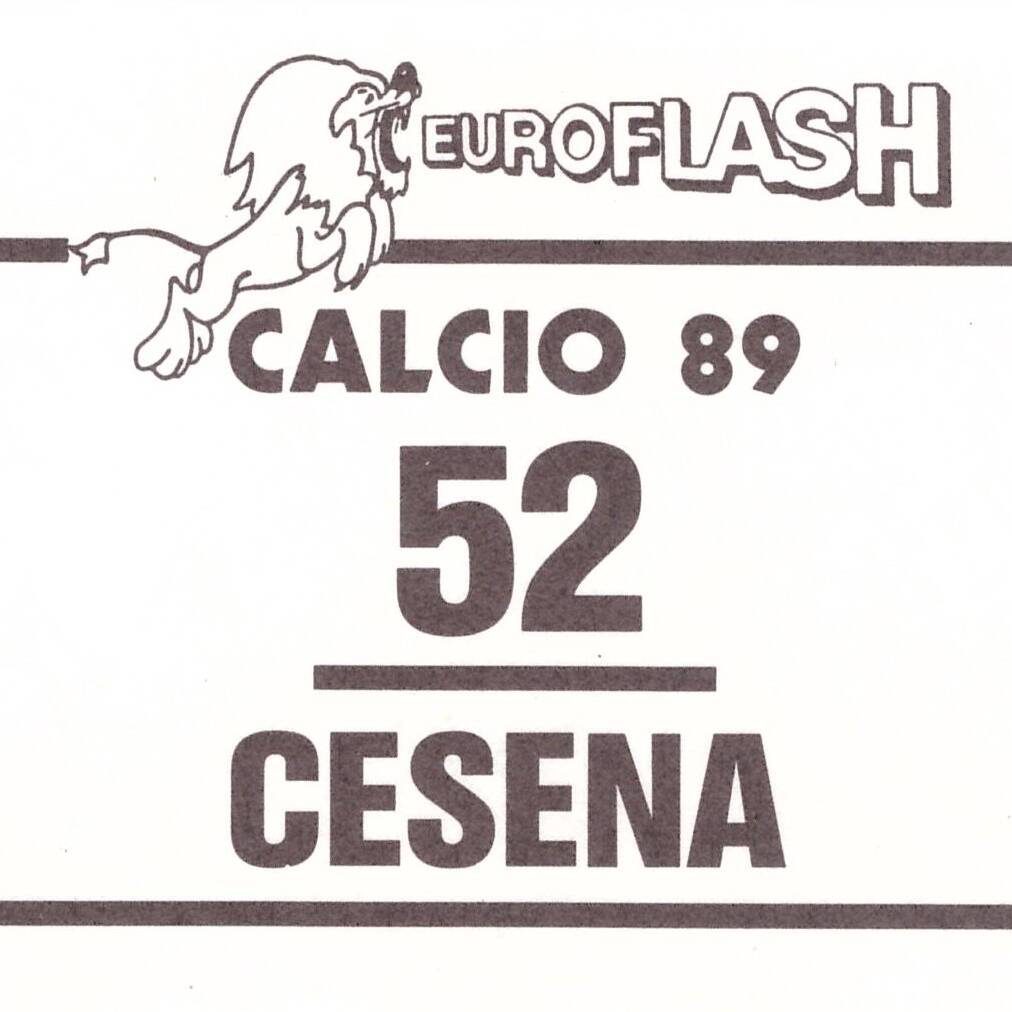 EUROFLASH
CALCIO 89
52
CESENA